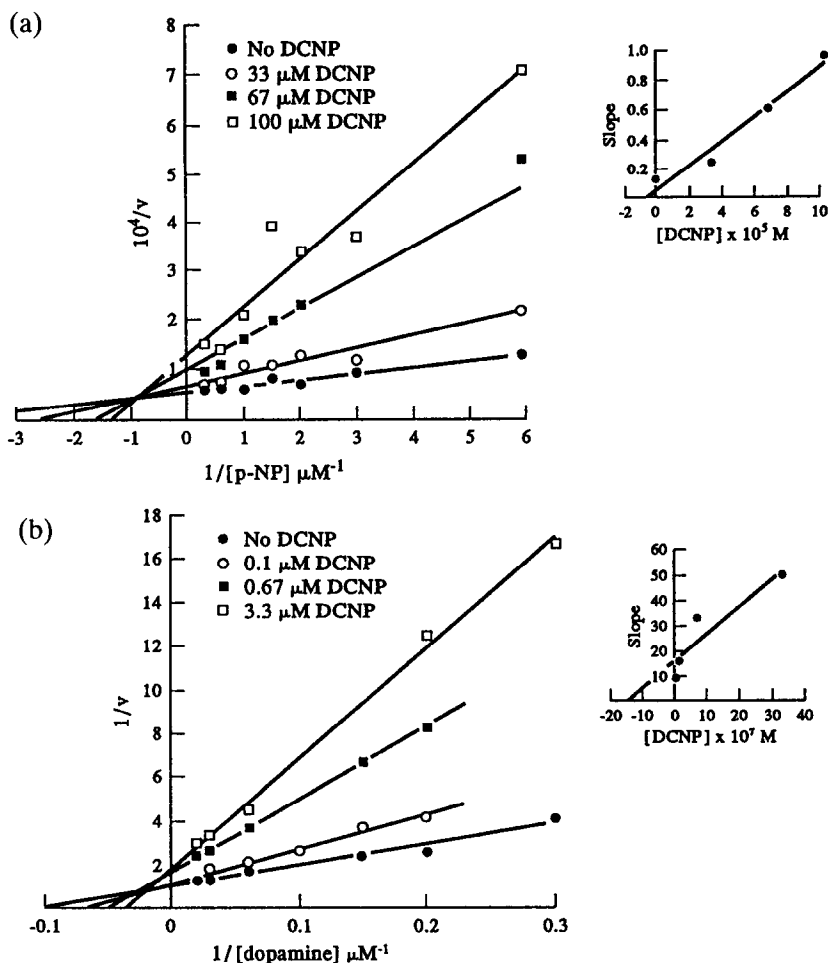 (a)
No DCNP
33 μM DCNP
67 μM DCNP
100 μM DCNP
10⁴/v
7
6
5
4
3
2
1
-3 -2 -1 0 1 2 3 4 5 6
1/[p-NP] μM⁻¹
Slope
1.0
0.8
0.6
0.4
0.2
-2 0 2 4 6 8 10
[DCNP] x 10⁵ M
(b)
No DCNP
0.1 μM DCNP
0.67 μM DCNP
3.3 μM DCNP
1/v
18
16
14
12
10
8
6
4
2
-0.1 0 0.1 0.2 0.3
1/[dopamine] μM⁻¹
Slope
60
50
40
30
20
10
-20 -10 0 10 20 30 40
[DCNP] x 10⁷ M